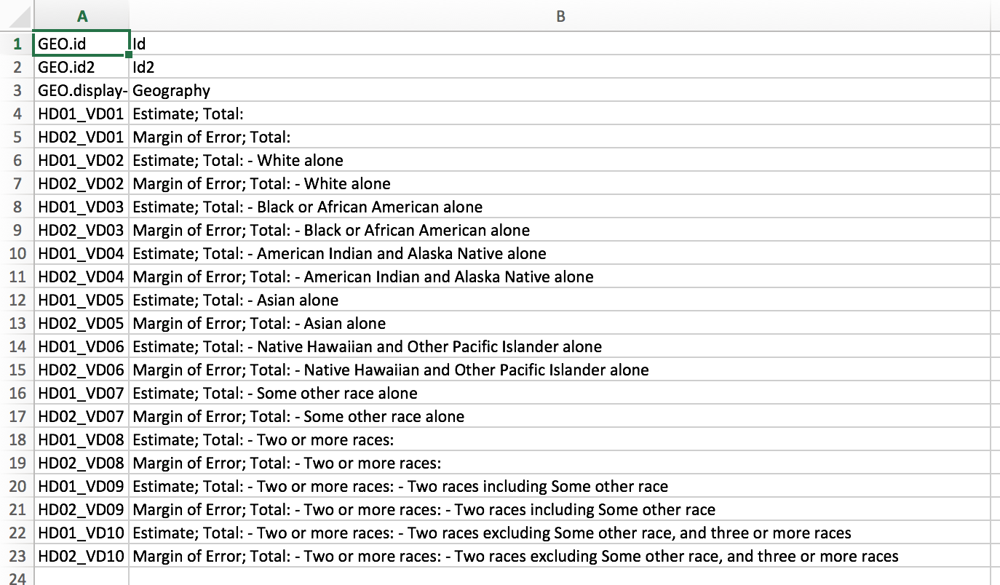 A B
1 GEO.id Id
2 GEO.id2 Id2
3 GEO.display- Geography
4 HD01_VD01 Estimate; Total:
5 HD02_VD01 Margin of Error; Total:
6 HD01_VD02 Estimate; Total: - White alone
7 HD02_VD02 Margin of Error; Total: - White alone
8 HD01_VD03 Estimate; Total: - Black or African American alone
9 HD02_VD03 Margin of Error; Total: - Black or African American alone
10 HD01_VD04 Estimate; Total: - American Indian and Alaska Native alone
11 HD02_VD04 Margin of Error; Total: - American Indian and Alaska Native alone
12 HD01_VD05 Estimate; Total: - Asian alone
13 HD02_VD05 Margin of Error; Total: - Asian alone
14 HD01_VD06 Estimate; Total: - Native Hawaiian and Other Pacific Islander alone
15 HD02_VD06 Margin of Error; Total: - Native Hawaiian and Other Pacific Islander alone
16 HD01_VD07 Estimate; Total: - Some other race alone
17 HD02_VD07 Margin of Error; Total: - Some other race alone
18 HD01_VD08 Estimate; Total: - Two or more races:
19 HD02_VD08 Margin of Error; Total: - Two or more races:
20 HD01_VD09 Estimate; Total: - Two or more races: - Two races including Some other race
21 HD02_VD09 Margin of Error; Total: - Two or more races: - Two races including Some other race
22 HD01_VD10 Estimate; Total: - Two or more races: - Two races excluding Some other race, and three or more races
23 HD02_VD10 Margin of Error; Total: - Two or more races: - Two races excluding Some other race, and three or more races
24